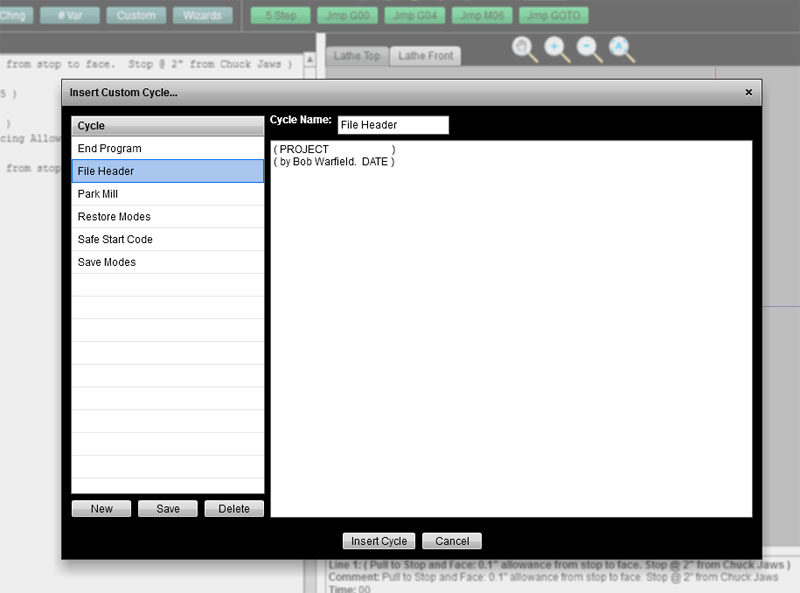 Chng # Var Custom Wizards 5 Step Jmp G00 Jmp G04 Jmp M06 Jmp GOTO
from stop to face. Stop @ 2" from Chuck Jaws )
Lathe Top Lathe Front
5 )
)
cing Allow
from stop
Insert Custom Cycle...
Cycle
End Program
File Header
Park Mill
Restore Modes
Safe Start Code
Save Modes
New Save Delete
Cycle Name: File Header
( PROJECT )
( by Bob Warfield. DATE )
Insert Cycle Cancel
Line 1: ( Pull to Stop and Face: 0.1" allowance from stop to face. Stop @ 2" from Chuck Jaws )
Comment: Pull to Stop and Face: 0.1" allowance from stop to face. Stop @ 2" from Chuck Jaws
Time: 00